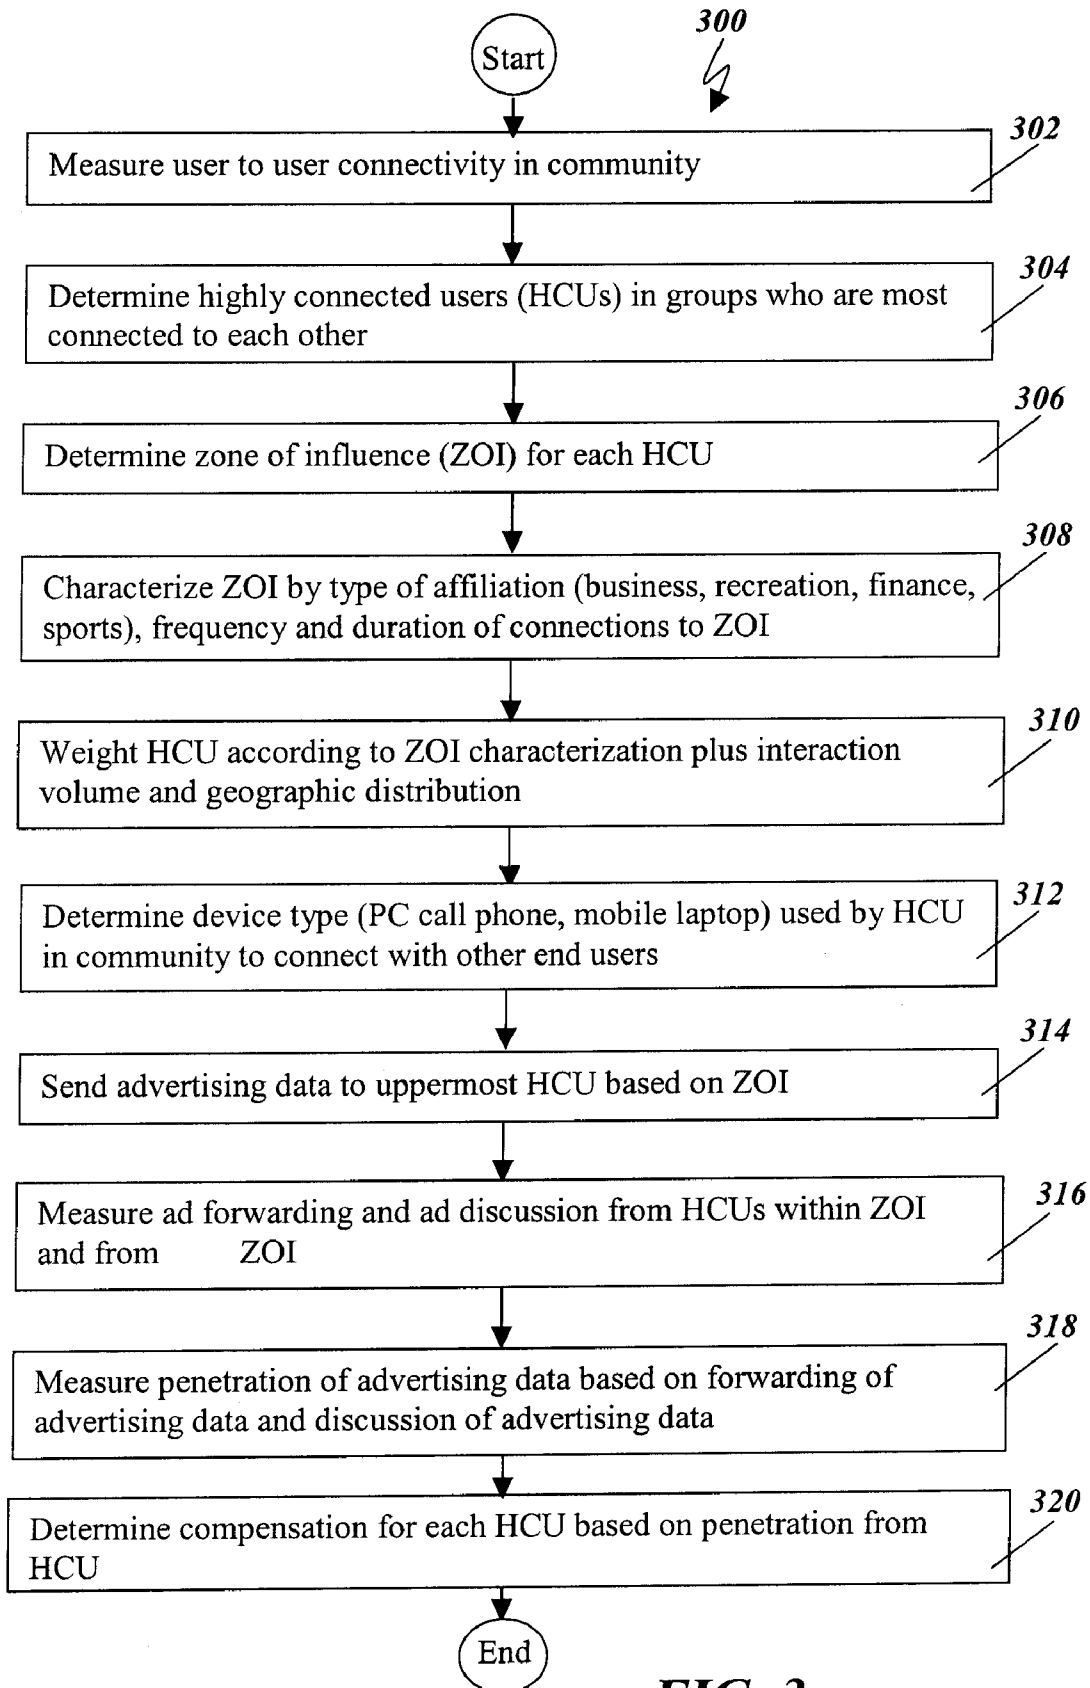 300
Start
302
Measure user to user connectivity in community
304
Determine highly connected users (HCUs) in groups who are most
connected to each other
306
Determine zone of influence (ZOI) for each HCU
308
Characterize ZOI by type of affiliation (business, recreation, finance,
sports), frequency and duration of connections to ZOI
310
Weight HCU according to ZOI characterization plus interaction
volume and geographic distribution
312
Determine device type (PC call phone, mobile laptop) used by HCU
in community to connect with other end users
314
Send advertising data to uppermost HCU based on ZOI
316
Measure ad forwarding and ad discussion from HCUs within ZOI
and from ZOI
318
Measure penetration of advertising data based on forwarding of
advertising data and discussion of advertising data
320
Determine compensation for each HCU based on penetration from
HCU
End